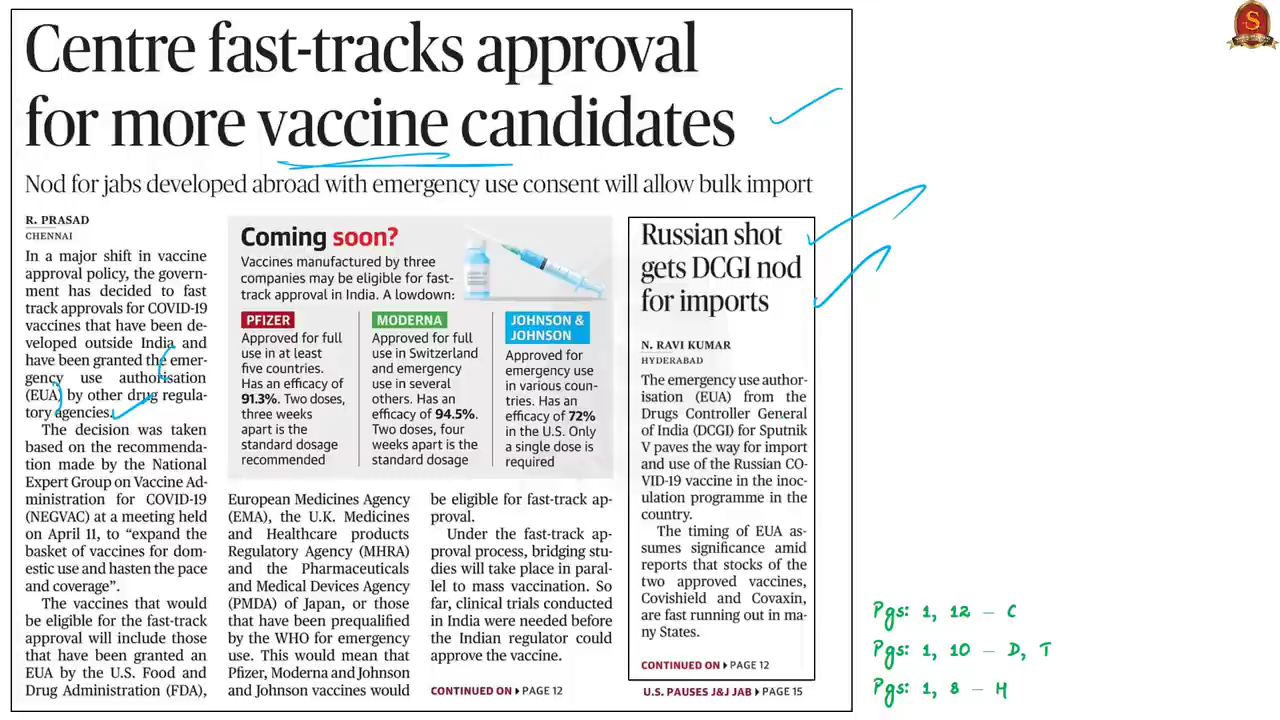 S
Centre fast-tracks approval
for more vaccine candidates
Nod for jabs developed abroad with emergency use consent will allow bulk import
R. PRASAD
CHENNAI
In a major shift in vaccine
approval policy, the govern-
ment has decided to fast
track approvals for COVID-19
vaccines that have been de-
veloped outside India and
have been granted the emer-
gency use authorisation
(EUA) by other drug regula-
tory agencies.
The decision was taken
based on the recommenda-
tion made by the National
Expert Group on Vaccine Ad-
ministration for COVID-19
(NEGVAC) at a meeting held
on April 11, to “expand the
basket of vaccines for dom-
estic use and hasten the pace
and coverage”.
The vaccines that would
be eligible for the fast-track
approval will include those
that have been granted an
EUA by the U.S. Food and
Drug Administration (FDA),
Coming soon?
Vaccines manufactured by three
companies may be eligible for fast-
track approval in India. A lowdown:
PFIZER
Approved for full
use in at least
five countries.
Has an efficacy of
91.3%. Two doses,
three weeks
apart is the
standard dosage
recommended
MODERNA
Approved for full
use in Switzerland
and emergency
use in several
others. Has an
efficacy of 94.5%.
Two doses, four
weeks apart is the
standard dosage
JOHNSON &
JOHNSON
Approved for
emergency use
in various coun-
tries. Has an
efficacy of 72%
in the U.S. Only
a single dose is
required
European Medicines Agency
(EMA), the U.K. Medicines
and Healthcare products
Regulatory Agency (MHRA)
and the Pharmaceuticals
and Medical Devices Agency
(PMDA) of Japan, or those
that have been prequalified
by the WHO for emergency
use. This would mean that
Pfizer, Moderna and Johnson
and Johnson vaccines would
be eligible for fast-track ap-
proval.
Under the fast-track ap-
proval process, bridging stu-
dies will take place in paral-
lel to mass vaccination. So
far, clinical trials conducted
in India were needed before
the Indian regulator could
approve the vaccine.
CONTINUED ON PAGE 12
Russian shot
gets DCGI nod
for imports
N. RAVI KUMAR
HYDERABAD
The emergency use author-
isation (EUA) from the
Drugs Controller General
of India (DCGI) for Sputnik
V paves the way for import
and use of the Russian CO-
VID-19 vaccine in the inoc-
ulation programme in the
country.
The timing of EUA as-
sumes significance amid
reports that stocks of the
two approved vaccines,
Covishield and Covaxin,
are fast running out in ma-
ny States.
CONTINUED ON PAGE 12
U.S. PAUSES J&J JAB PAGE 15
Pgs: 1, 12 – C
Pgs: 1, 10 – D, T
Pgs: 1, 8 – H